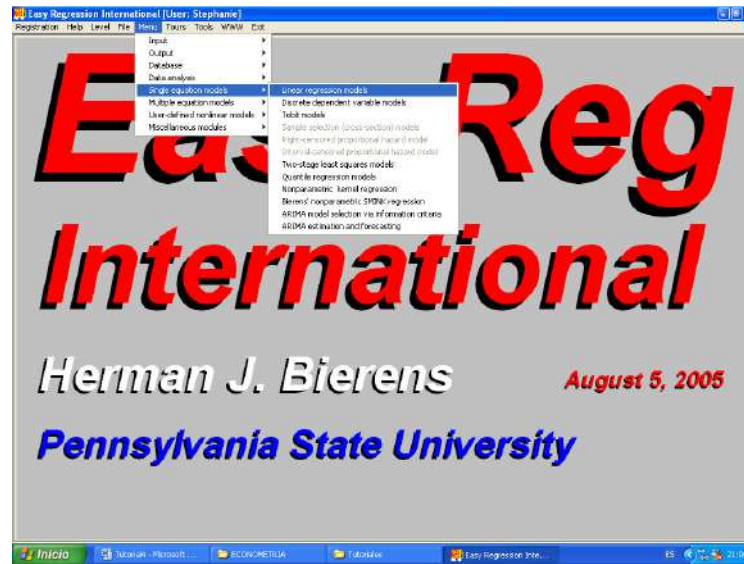 Easy Regression International [User: Stephanie]
Registration Help Level File Menu Tours Tools WWW Exit
Input
Output
Database
Data analysis
Single equation models
Multiple equation models
User-defined nonlinear models
Miscellaneous modules
Linear regression models
Discrete dependent variable models
Tobit models
Sample selection (cross-section) models
Right-censored proportional hazard model
Interval-censored proportional hazard model
Two-stage least squares models
Quantile regression models
Nonparametric kernel regression
Bierens' nonparametric SMINK regression
ARIMA model selection via information criteria
ARIMA estimation and forecasting
Reg
International
Herman J. Bierens
August 5, 2005
Pennsylvania State University
Inicio
Microsoft ...
ECONOMETRIA
Tutoriales
Easy Regression Inte...
ES